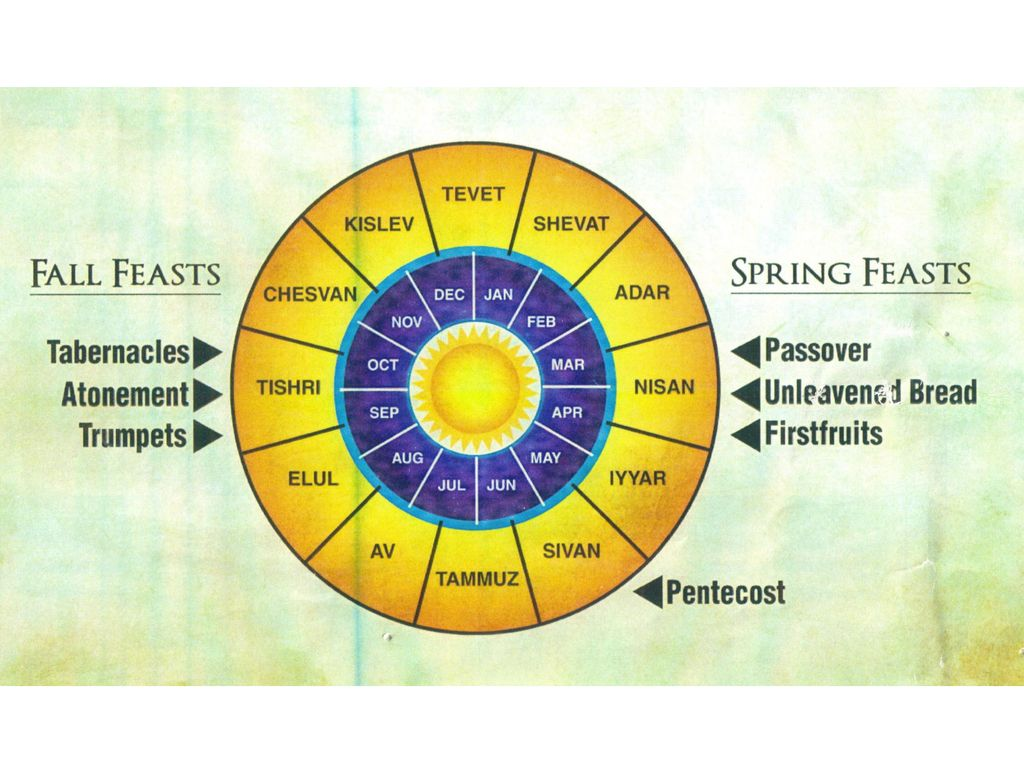 FALL FEASTS
Tabernacles
Atonement
Trumpets
TEVET
SHEVAT
ADAR
NISAN
IYYAR
SIVAN
TAMMUZ
AV
ELUL
TISHRI
CHESVAN
KISLEV
JAN
FEB
MAR
APR
MAY
JUN
JUL
AUG
SEP
OCT
NOV
DEC
SPRING FEASTS
Passover
Unleavened Bread
Firstfruits
Pentecost